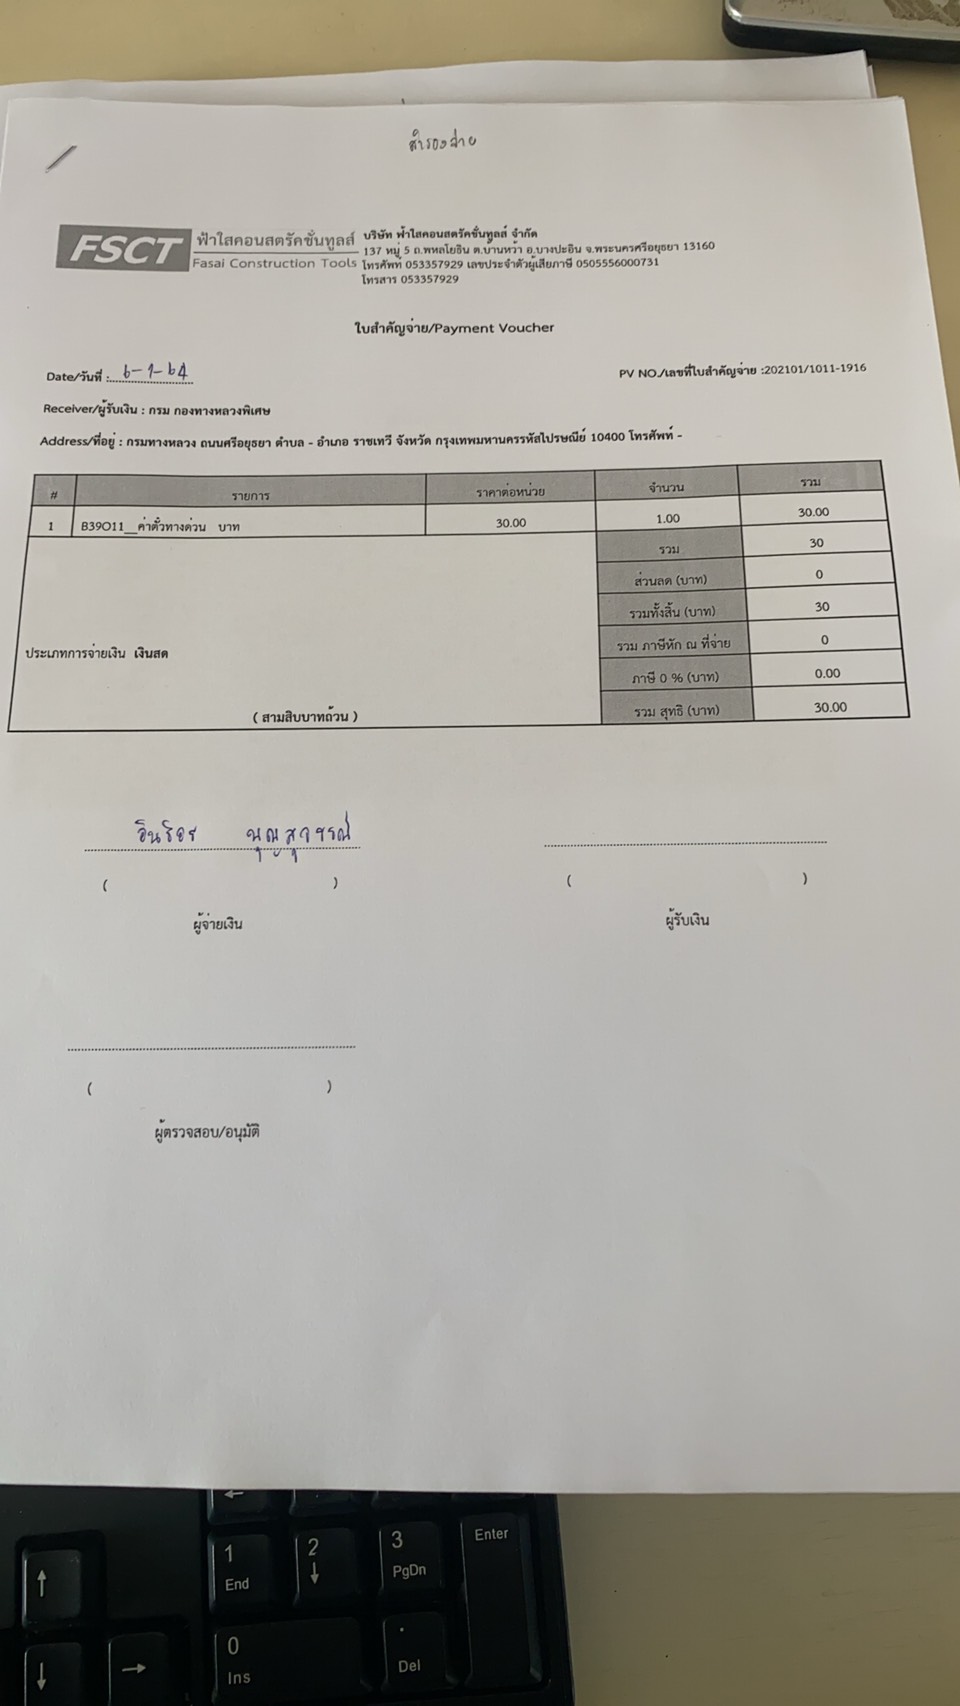 สำรองจ่าย
FSCT
ฟ้าใสคอนสตรัคชั่นทูลส์
Fasai Construction Tools
บริษัท ฟ้าใสคอนสตรัคชั่นทูลส์ จำกัด
137 หมู่ 5 ถ.พหลโยธิน ต.บ้านหว้า อ.บางปะอิน จ.พระนครศรีอยุธยา 13160
โทรศัพท์ 053357929 เลขประจำตัวผู้เสียภาษี 0505556000731
โทรสาร 053357929
ใบสำคัญจ่าย/Payment Voucher
Date/วันที่ : 6-1-64
PV NO./เลขที่ใบสำคัญจ่าย :202101/1011-1916
Receiver/ผู้รับเงิน : กรม กองทางหลวงพิเศษ
Address/ที่อยู่ : กรมทางหลวง ถนนศรีอยุธยา ตำบล - อำเภอ ราชเทวี จังหวัด กรุงเทพมหานครรหัสไปรษณีย์ 10400 โทรศัพท์ -
# รายการ ราคาต่อหน่วย จำนวน รวม
1 B39O11__ค่าตั๋วทางด่วน บาท 30.00 1.00 30.00
รวม 30
ส่วนลด (บาท) 0
รวมทั้งสิ้น (บาท) 30
ประเภทการจ่ายเงิน เงินสด
รวม ภาษีหัก ณ ที่จ่าย 0
ภาษี 0 % (บาท) 0.00
( สามสิบบาทถ้วน )
รวม สุทธิ (บาท) 30.00
( )
( )
ผู้จ่ายเงิน
ผู้รับเงิน
( )
ผู้ตรวจสอบ/อนุมัติ
1 End
2
3 PgDn
Enter
0 Ins
. Del